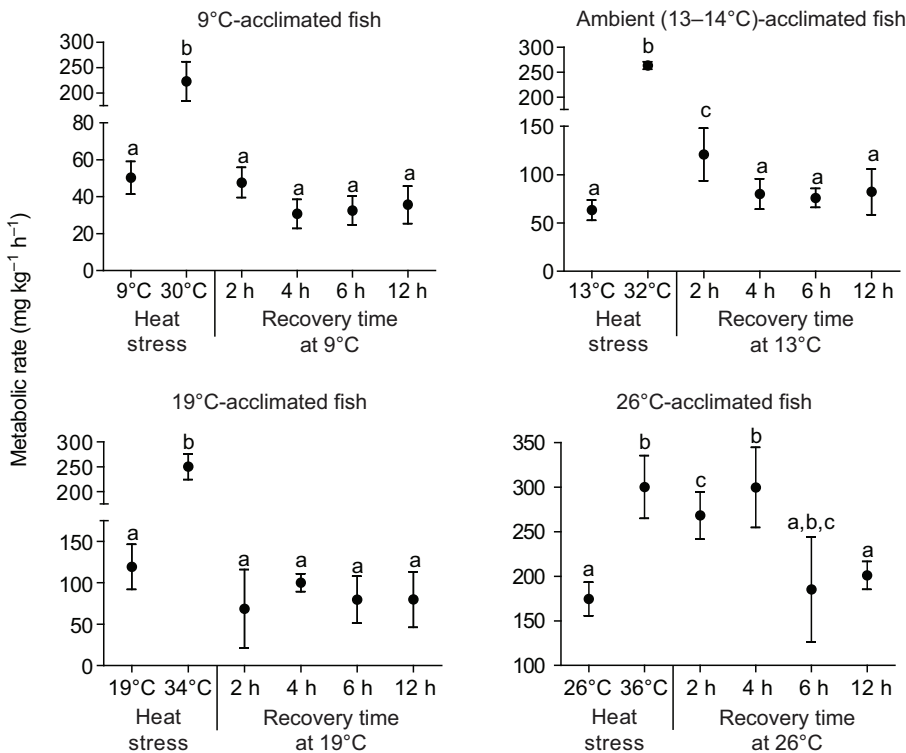 Metabolic rate (mg kg⁻¹ h⁻¹)
9°C-acclimated fish
300
250
200
80
60
40
20
0
a
b
a
a
a
a
9°C 30°C 2 h 4 h 6 h 12 h
Heat stress
Recovery time at 9°C
Ambient (13–14°C)-acclimated fish
300
250
200
150
100
50
0
a
b
c
a
a
a
13°C 32°C 2 h 4 h 6 h 12 h
Heat stress
Recovery time at 13°C
19°C-acclimated fish
300
250
200
150
100
50
0
a
b
a
a
a
a
19°C 34°C 2 h 4 h 6 h 12 h
Heat stress
Recovery time at 19°C
26°C-acclimated fish
350
300
250
200
150
100
a
b
c
b
a,b,c
a
26°C 36°C 2 h 4 h 6 h 12 h
Heat stress
Recovery time at 26°C